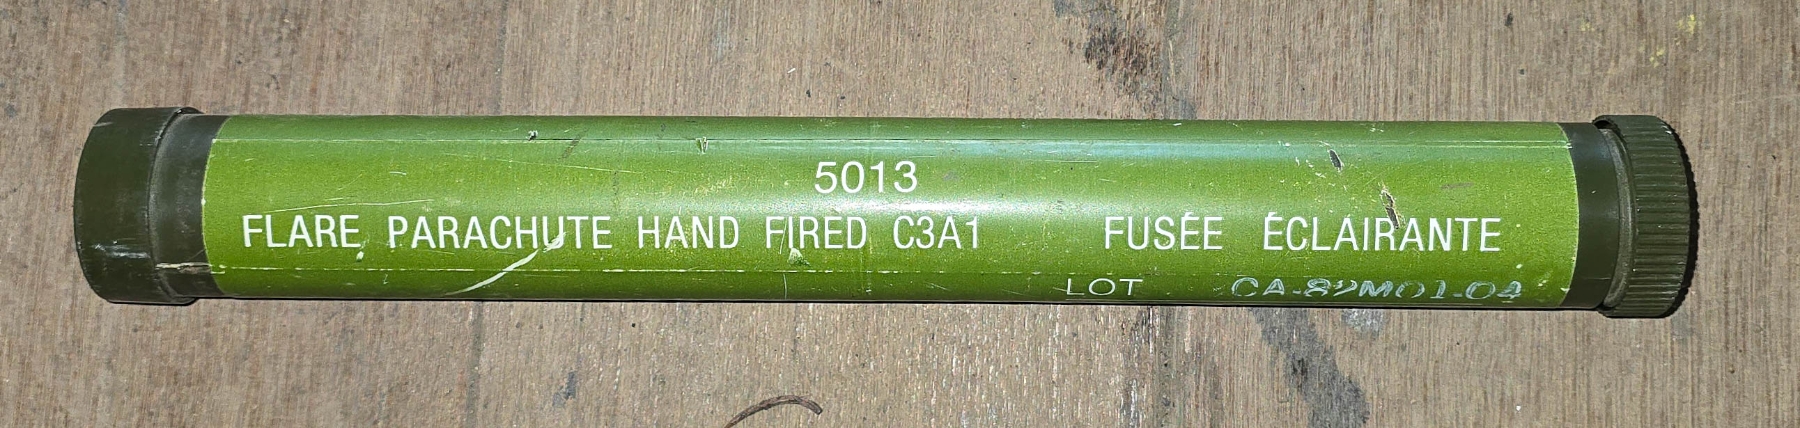 5013
FLARE PARACHUTE HAND FIRED C3A1 FUSÉE ÉCLAIRANTE
LOT CA-82M01-04